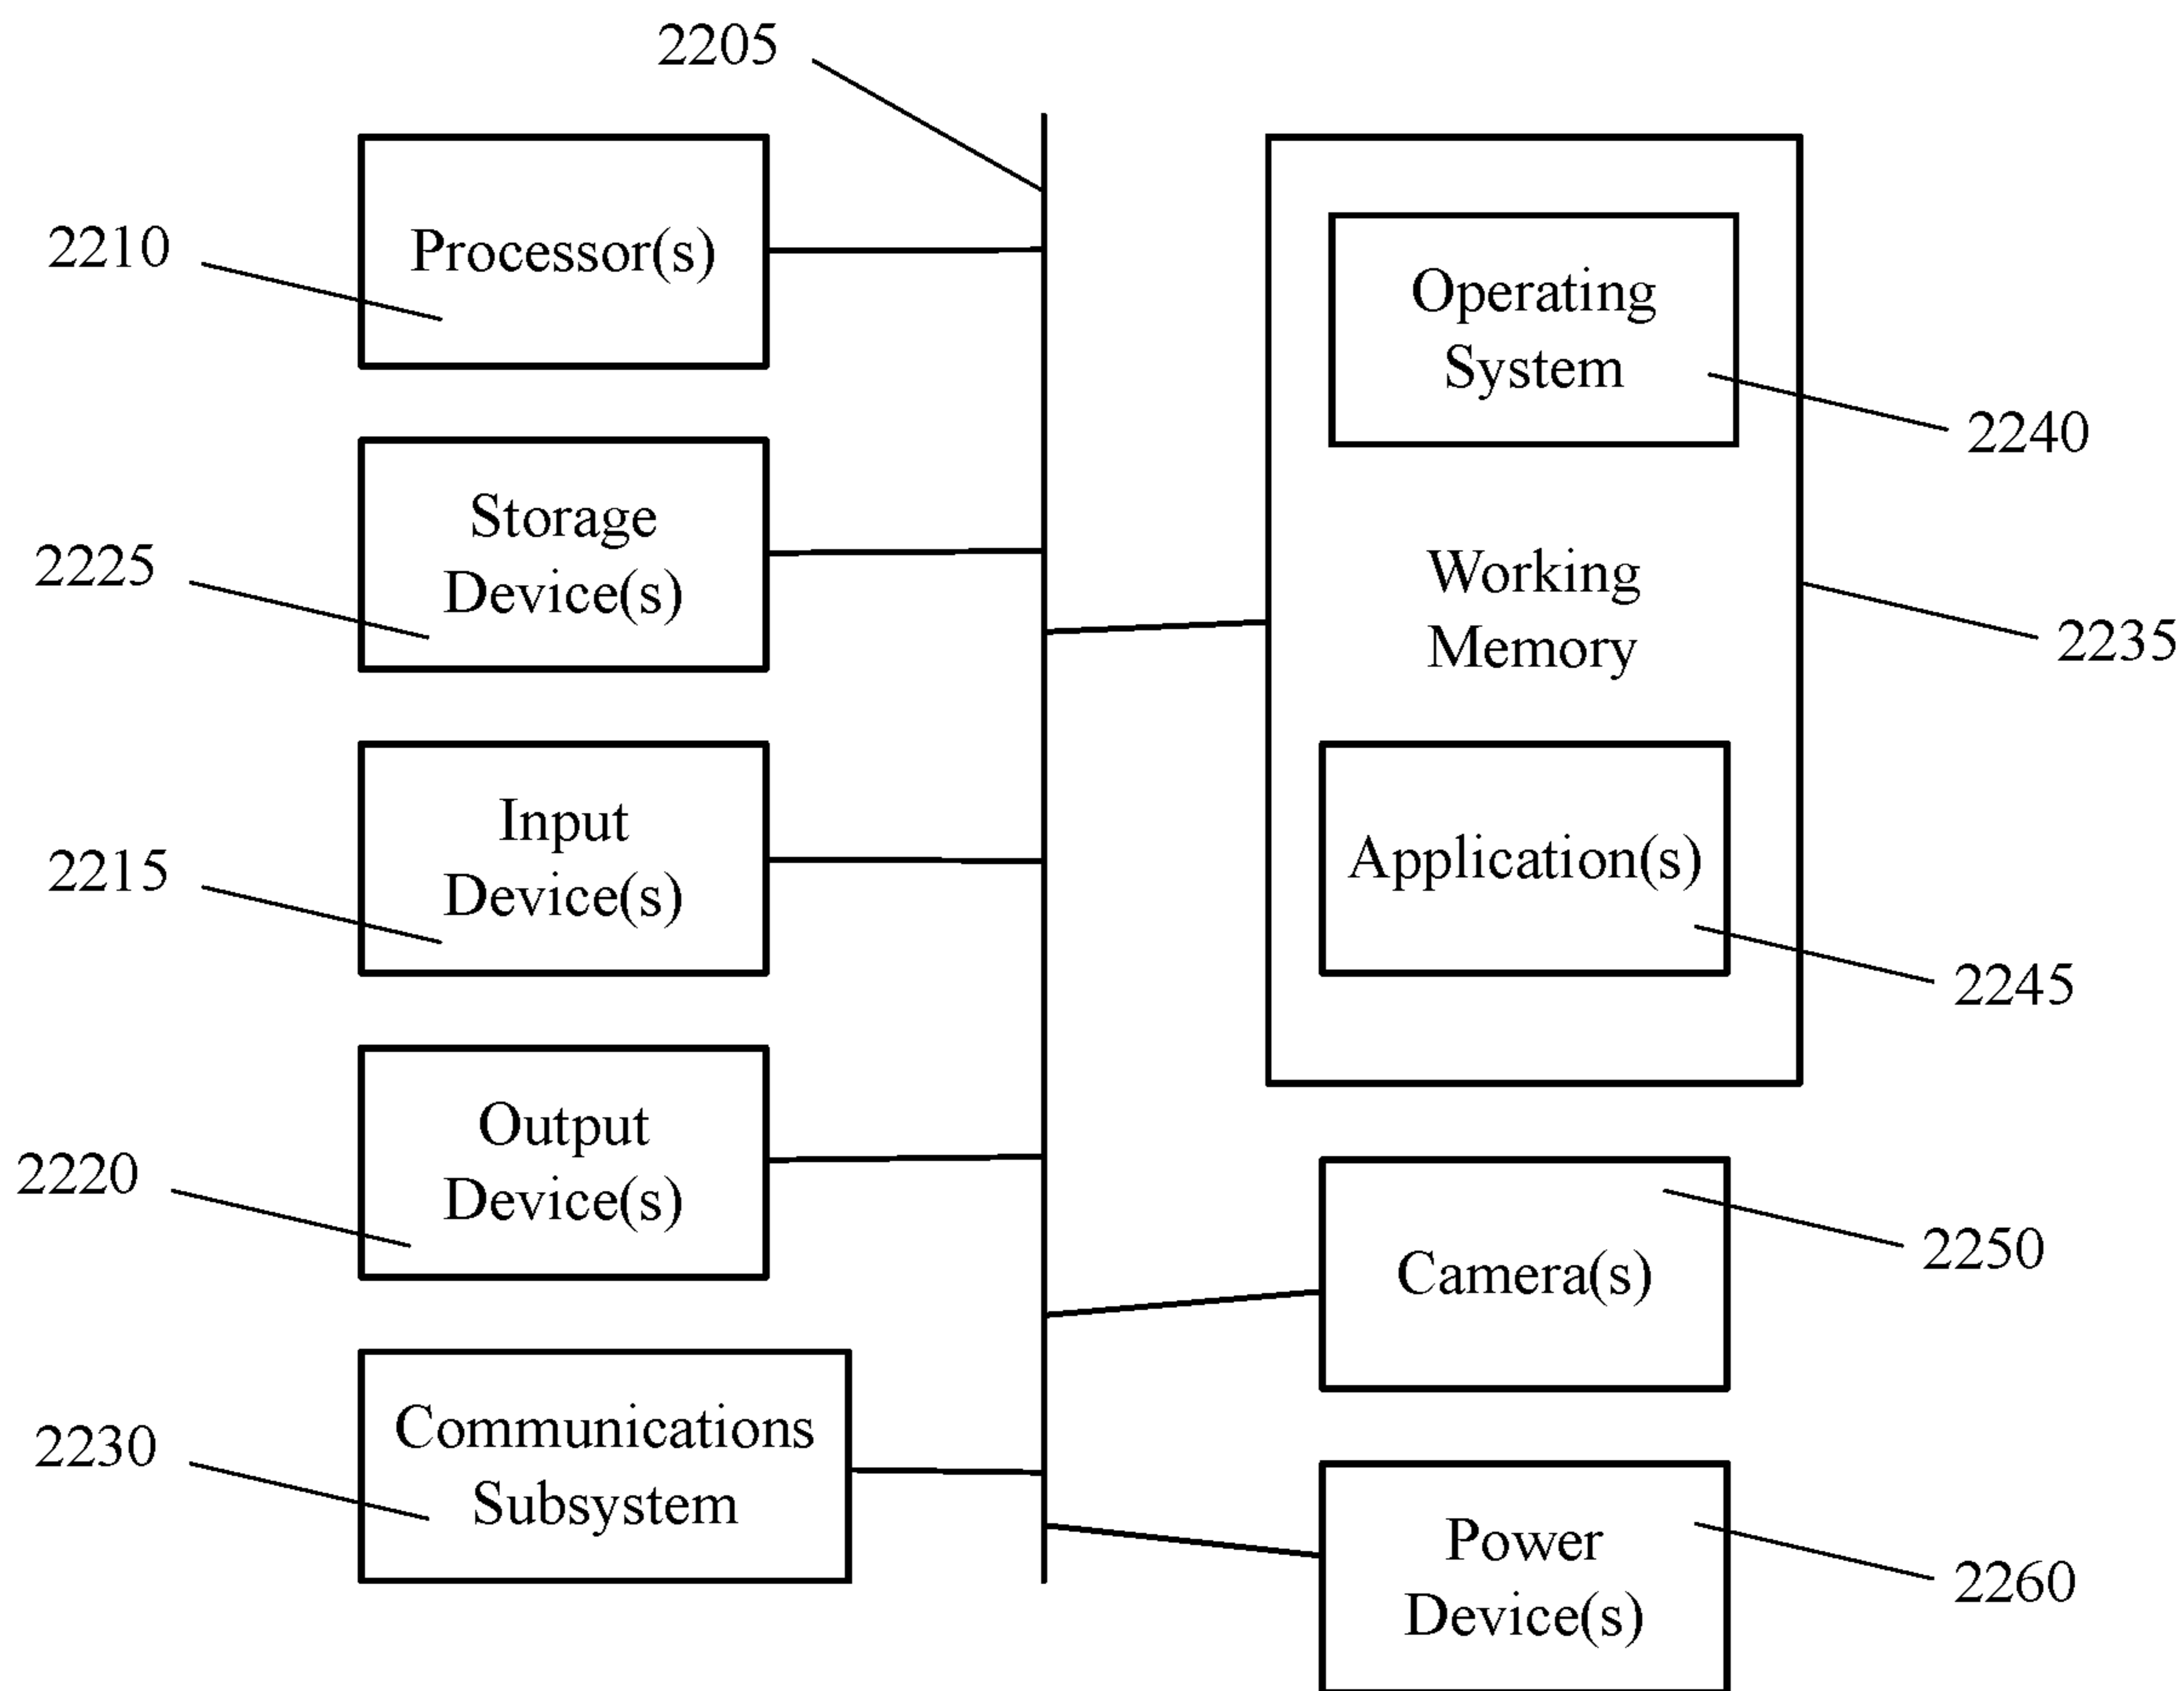 2205
2210
Processor(s)
2225
Storage
Device(s)
2215
Input
Device(s)
2220
Output
Device(s)
2230
Communications
Subsystem
Operating
System
2240
Working
Memory
2235
Application(s)
2245
Camera(s)
2250
Power
Device(s)
2260